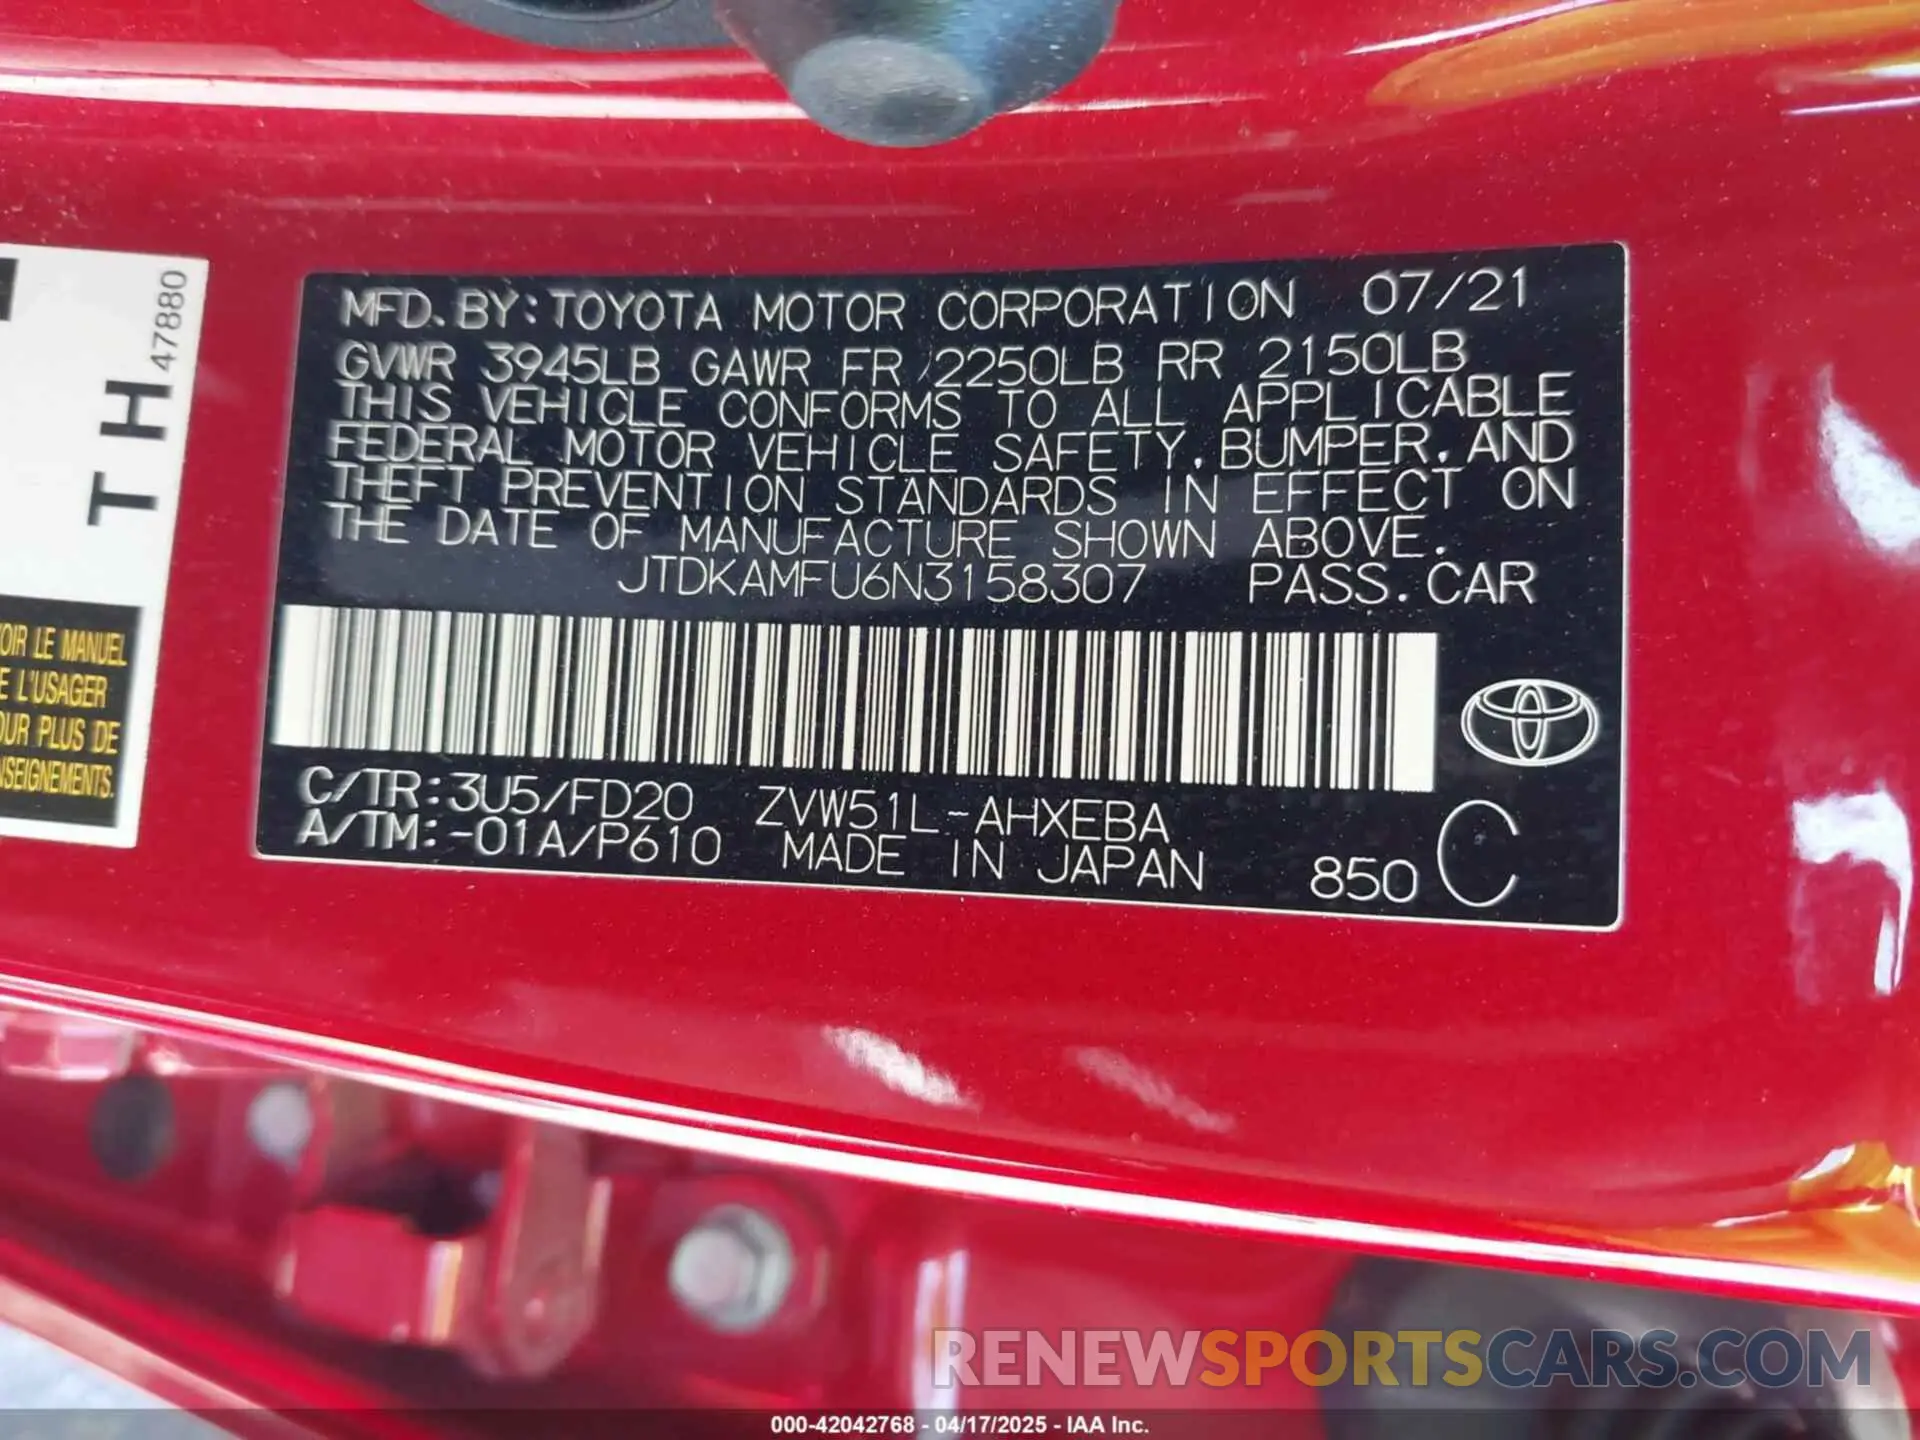 MFD. BY: TOYOTA MOTOR CORPORATION 07/21
GVWR 3945LB GAWR FR 2250LB RR 2150LB
THIS VEHICLE CONFORMS TO ALL APPLICABLE
FEDERAL MOTOR VEHICLE SAFETY, BUMPER, AND
THEFT PREVENTION STANDARDS IN EFFECT ON
THE DATE OF MANUFACTURE SHOWN ABOVE.
JTDKAMFU6N3158307 PASS. CAR
C/TR: 3U5/FD20 ZVW51L-AHXEBA
A/TM: -01A/P610 MADE IN JAPAN 850 C
TH 47880
LE MANUEL
L'USAGER
PLUS DE
RENEWSPORTSCARS.COM
000-42042768 - 04/17/2025 - IAA Inc.